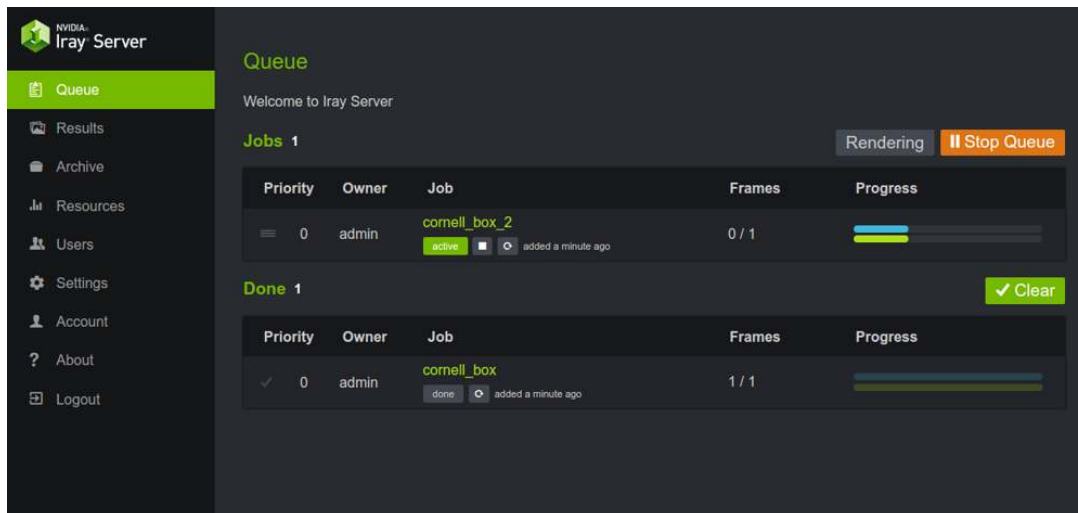 NVIDIA.
Iray® Server
Queue
Results
Archive
Resources
Users
Settings
Account
? About
Logout
Queue
Welcome to Iray Server
Jobs 1
Rendering
Stop Queue
Priority Owner Job Frames Progress
0 admin cornell_box_2 0 / 1
active added a minute ago
Done 1
Clear
Priority Owner Job Frames Progress
0 admin cornell_box 1 / 1
done added a minute ago